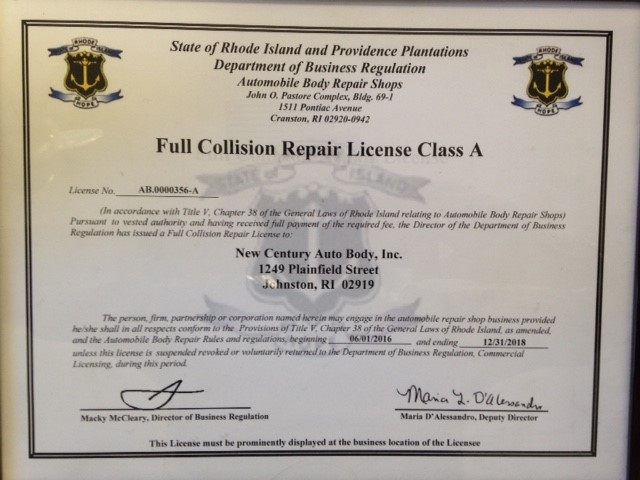 State of Rhode Island and Providence Plantations
Department of Business Regulation
Automobile Body Repair Shops
John O. Pastore Complex, Bldg. 69-1
1511 Pontiac Avenue
Cranston, RI 02920-0942
RHODE ISLAND
HOPE
RHODE ISLAND
HOPE
Full Collision Repair License Class A
STATE OF RHODE ISLAND
License No. AB.0000356-A
(In accordance with Title V, Chapter 38 of the General Laws of Rhode Island relating to Automobile Body Repair Shops)
Pursuant to vested authority and having received full payment of the required fee, the Director of the Department of Business
Regulation has issued a Full Collision Repair License to:
New Century Auto Body, Inc.
1249 Plainfield Street
Johnston, RI 02919
The person, firm, partnership or corporation named herein may engage in the automobile repair shop business provided
he/she shall in all respects conform to the Provisions of Title V, Chapter 38 of the General Laws of Rhode Island, as amended,
and the Automobile Body Repair Rules and regulations, beginning 06/01/2016 and ending 12/31/2018
unless this license is suspended revoked or voluntarily returned to the Department of Business Regulation, Commercial
Licensing, during this period.
Maria L. D'Alessandro
Macky McCleary, Director of Business Regulation
Maria D'Alessandro, Deputy Director
This License must be prominently displayed at the business location of the Licensee